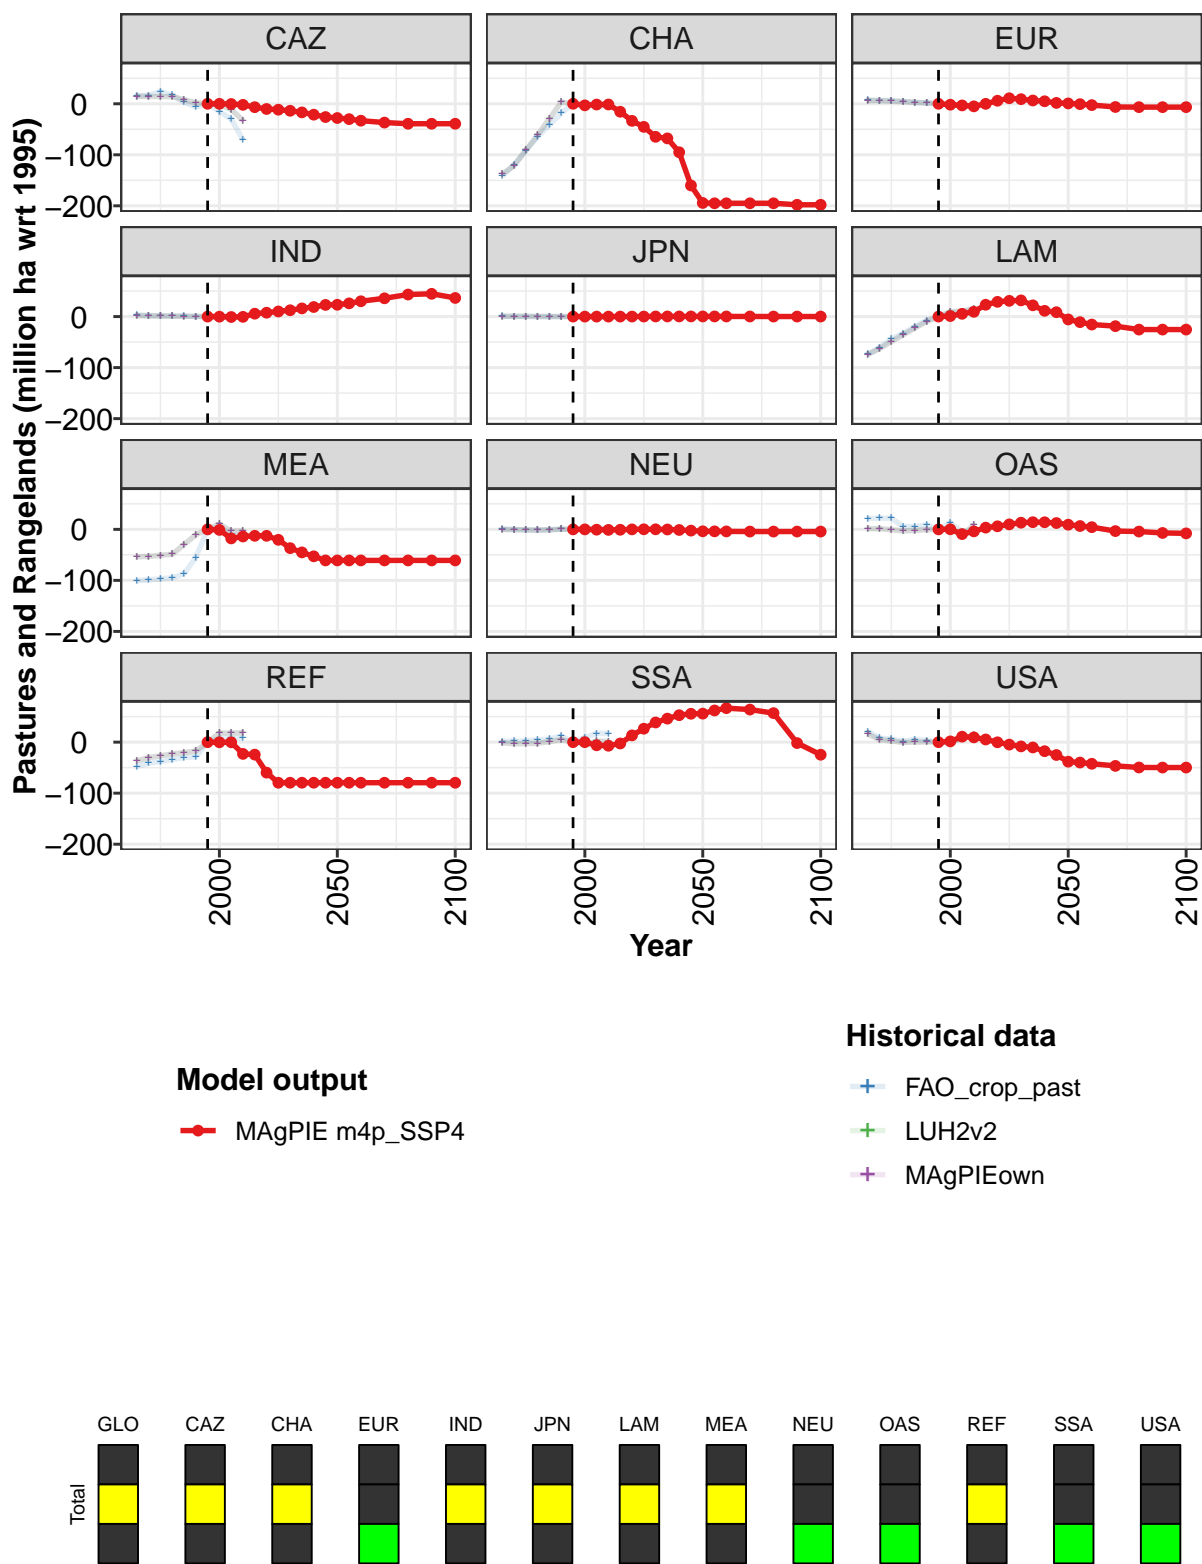 CAZ CHA EUR
0
−100
−200
IND JPN LAM
0
−100
−200
MEA NEU OAS
0
−100
−200
REF SSA USA
0
−100
−200
Pastures and Rangelands (million ha wrt 1995)
2000 2050 2100 2000 2050 2100 2000 2050 2100
Year
Model output
MAgPIE m4p_SSP4
Historical data
FAO_crop_past
LUH2v2
MAgPIEown
GLO CAZ CHA EUR IND JPN LAM MEA NEU OAS REF SSA USA
Total